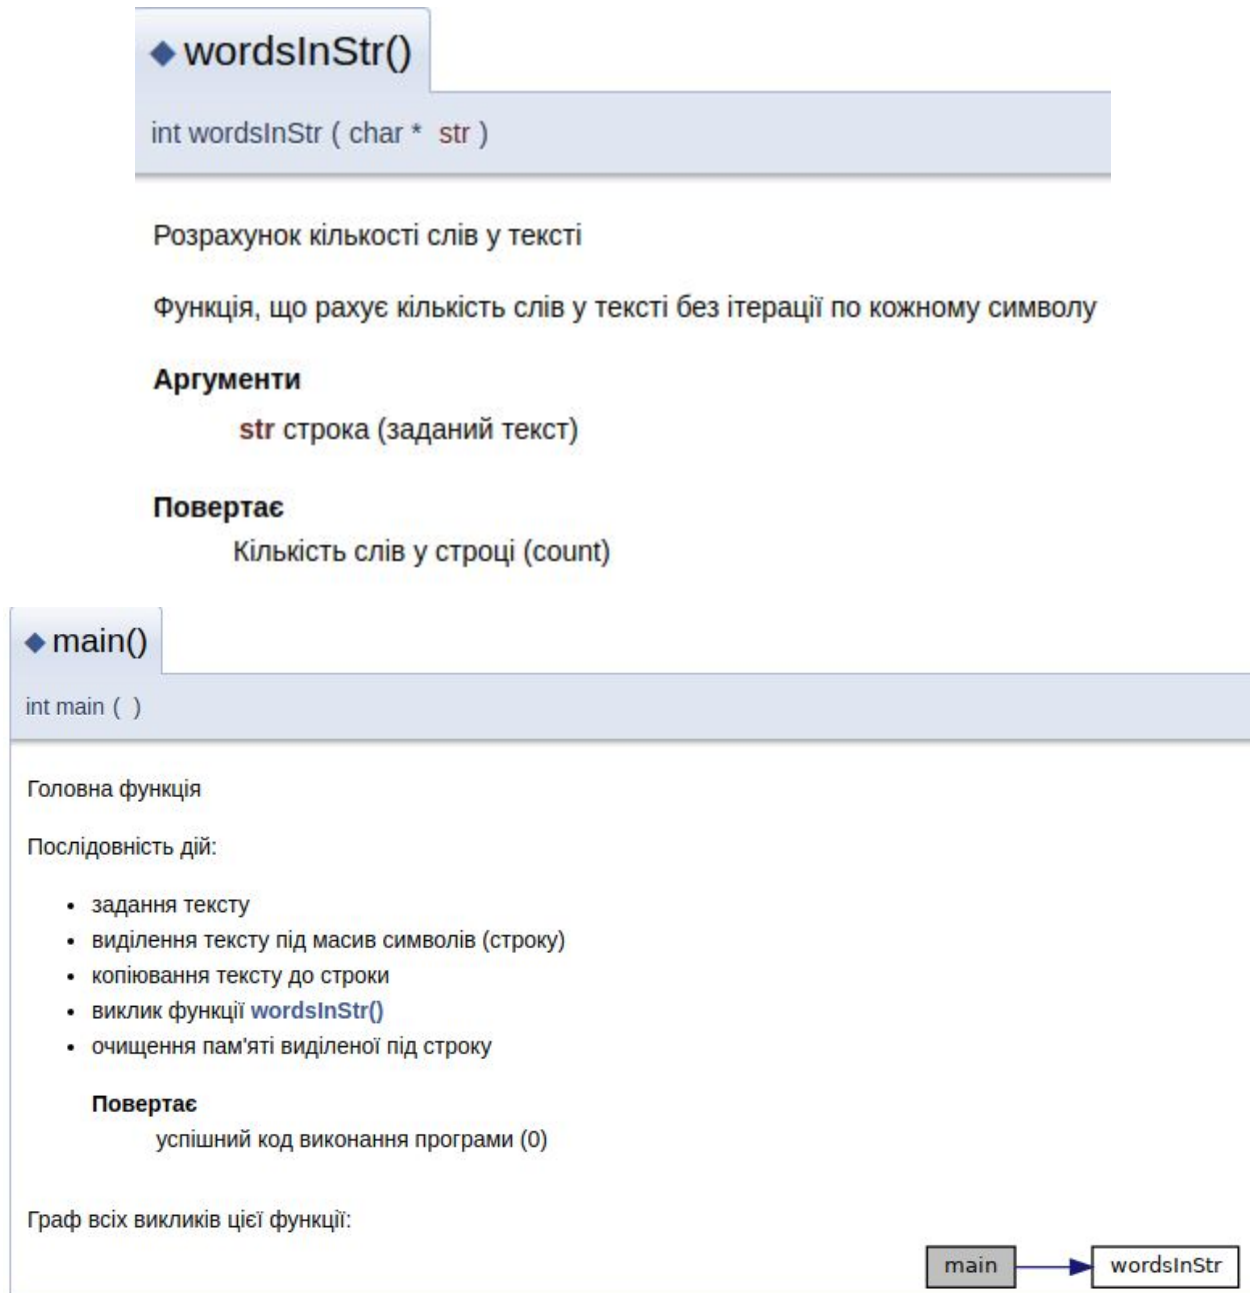 wordsInStr()
int wordsInStr ( char * str )
Розрахунок кількості слів у тексті
Функція, що рахує кількість слів у тексті без ітерації по кожному символу
Аргументи
str строка (заданий текст)
Повертає
Кількість слів у строці (count)
main()
int main ( )
Головна функція
Послідовність дій:
• задання тексту
• виділення тексту під масив символів (строку)
• копіювання тексту до строки
• виклик функції wordsInStr()
• очищення пам'яті виділеної під строку
Повертає
успішний код виконання програми (0)
Граф всіх викликів цієї функції:
main wordsInStr